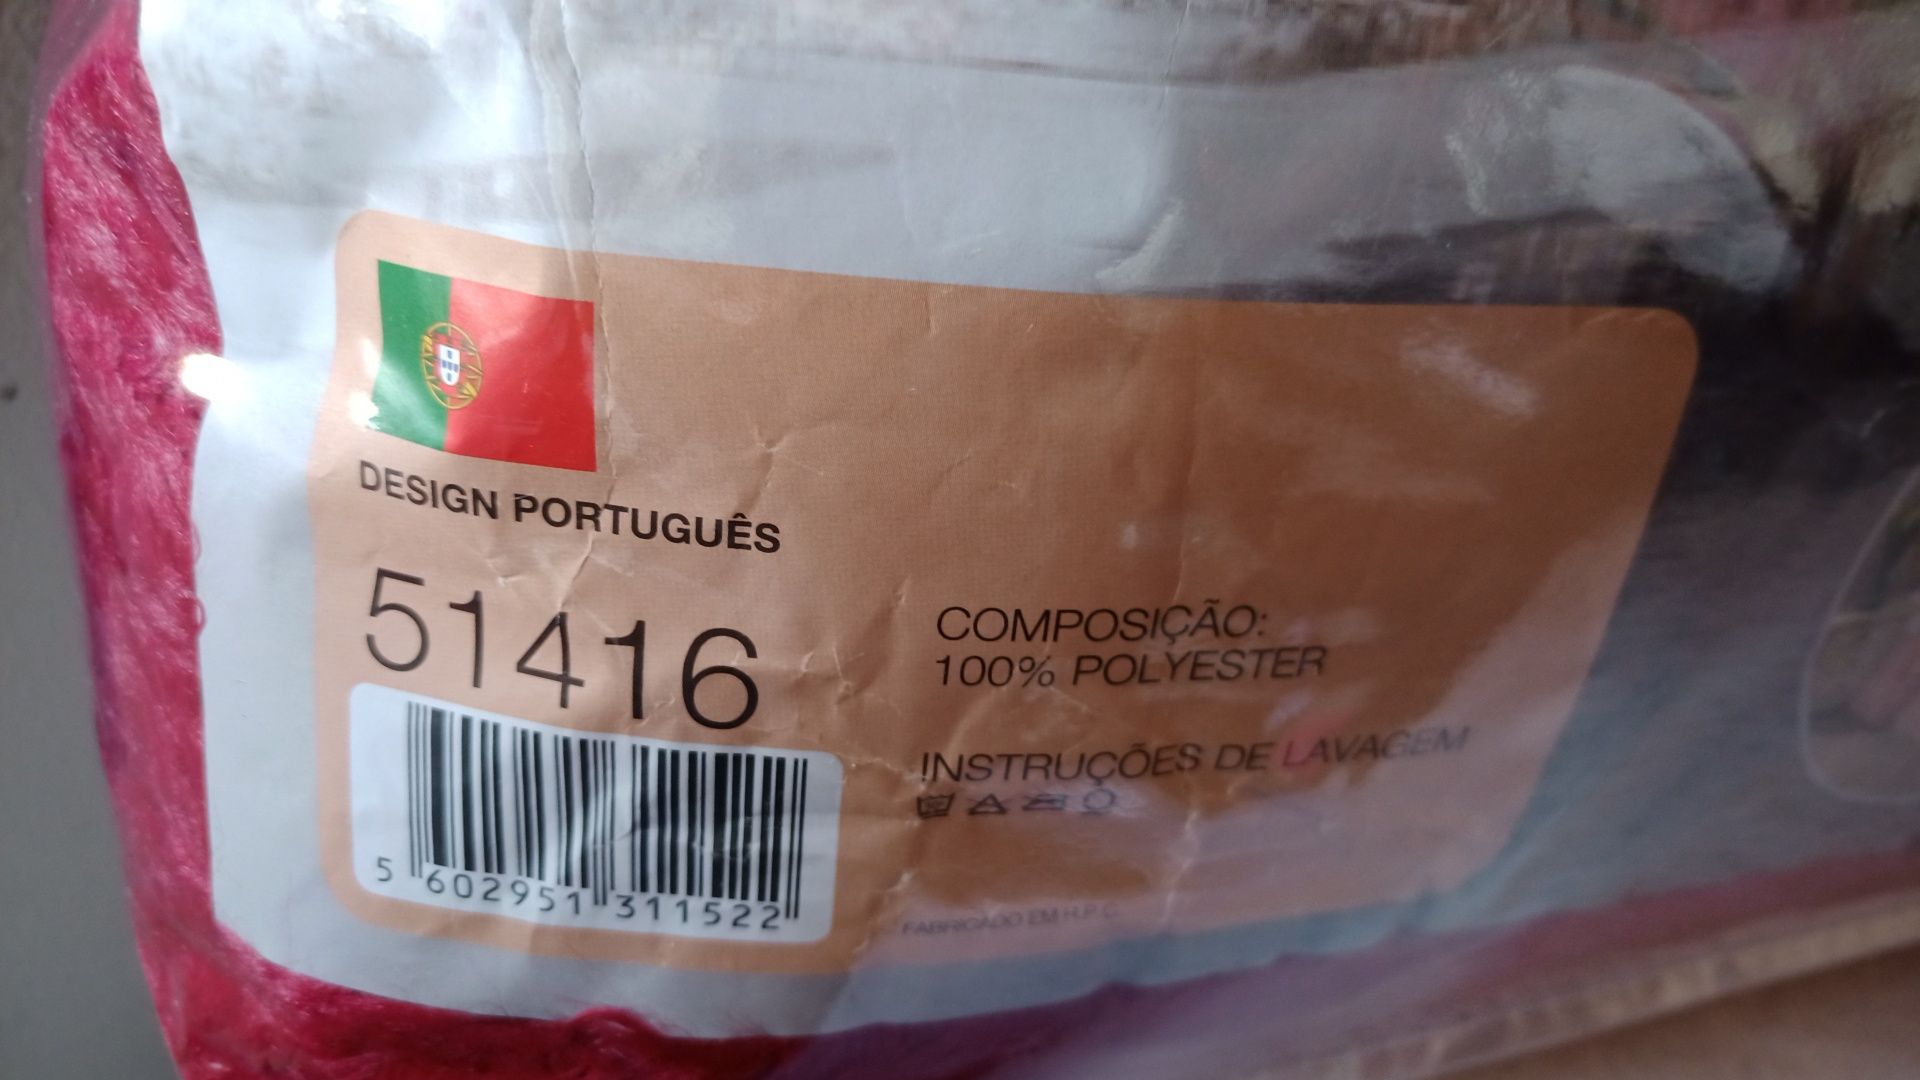 DESIGN PORTUGUÊS
51416
5 602951 311522
COMPOSIÇÃO:
100% POLYESTER
INSTRUÇÕES DE LAVAGEM
FABRICADO EM H.P.C.